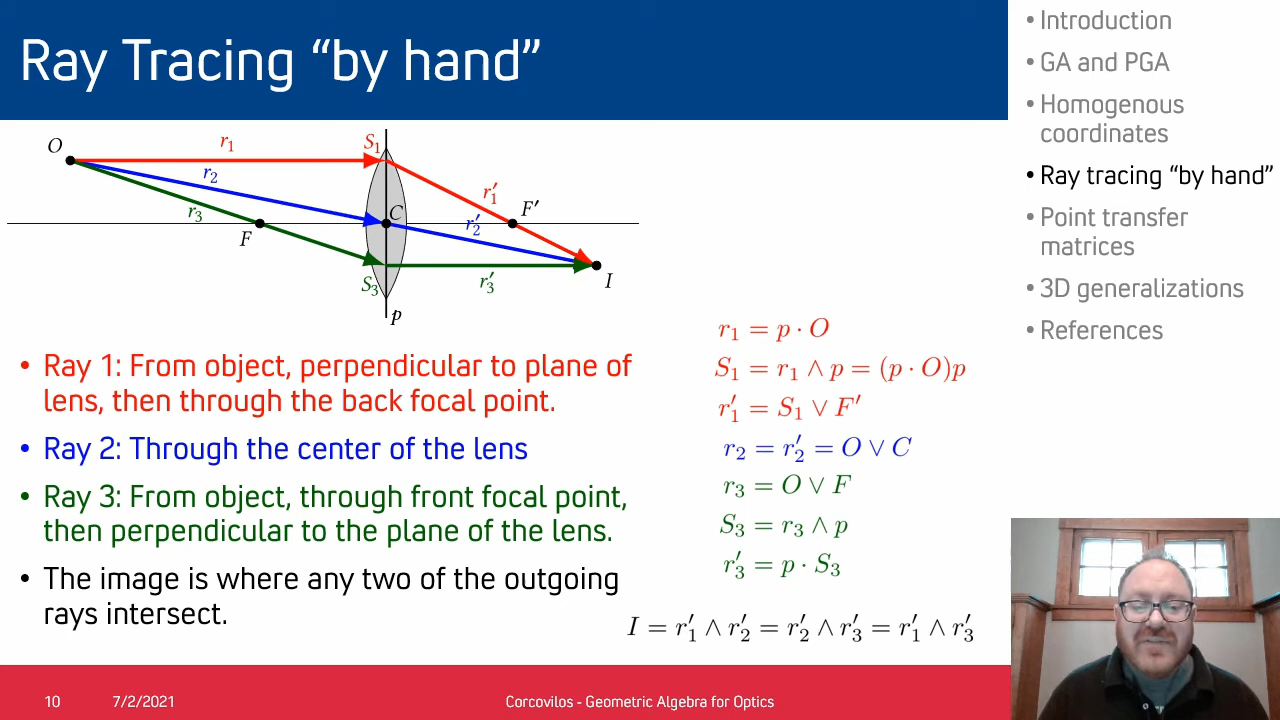 Ray Tracing “by hand”
O
r₁
S₁
r₂
r₃
F
C
r′₁
F′
r′₂
S₃
r′₃
I
p
• Ray 1: From object, perpendicular to plane of
lens, then through the back focal point.
• Ray 2: Through the center of the lens
• Ray 3: From object, through front focal point,
then perpendicular to the plane of the lens.
• The image is where any two of the outgoing
rays intersect.
r₁ = p · O
S₁ = r₁ ∧ p = (p · O)p
r′₁ = S₁ ∨ F′
r₂ = r′₂ = O ∨ C
r₃ = O ∨ F
S₃ = r₃ ∧ p
r′₃ = p · S₃
I = r′₁ ∧ r′₂ = r′₂ ∧ r′₃ = r′₁ ∧ r′₃
• Introduction
• GA and PGA
• Homogenous
coordinates
• Ray tracing “by hand”
• Point transfer
matrices
• 3D generalizations
• References
10 7/2/2021 Corcovilos - Geometric Algebra for Optics